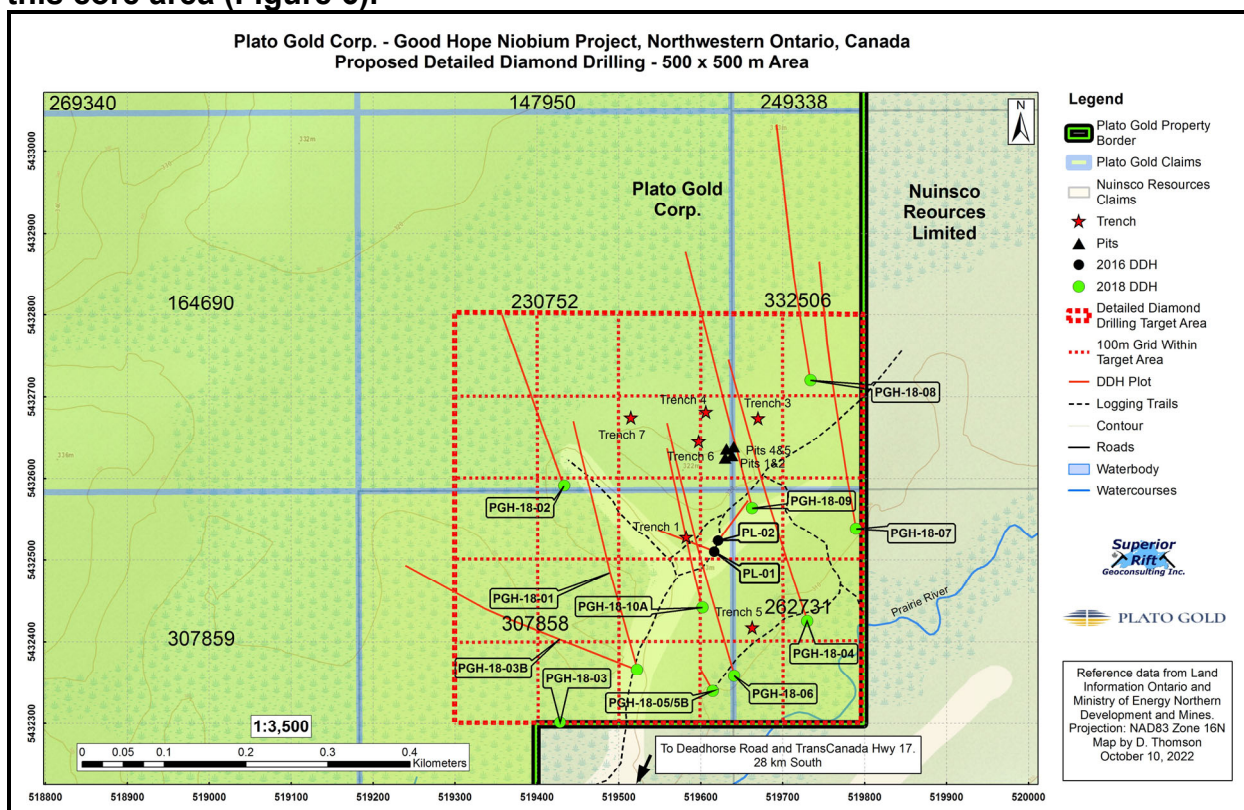 this core area (Figure 3).
Plato Gold Corp. - Good Hope Niobium Project, Northwestern Ontario, Canada
Proposed Detailed Diamond Drilling - 500 x 500 m Area
269340
147950
249338
N
Plato Gold
Corp.
Nuinsco
Reources
Limited
164690
230752
332506
PGH-18-08
Trench 4
Trench 3
Trench 7
Trench 6
Pits 4&5
Pits 1&2
PGH-18-02
PGH-18-09
PGH-18-07
Trench 1
PL-02
PL-01
PGH-18-01
PGH-18-10A
Trench 5
262731
Prairie River
307859
307858
PGH-18-04
PGH-18-03B
PGH-18-03
PGH-18-05/5B
PGH-18-06
1:3,500
0 0.05 0.1 0.2 0.3 0.4
Kilometers
To Deadhorse Road and TransCanada Hwy 17.
28 km South
5433000
5432900
5432800
5432700
5432600
5432500
5432400
5432300
518800 518900 519000 519100 519200 519300 519400 519500 519600 519700 519800 519900 520000
Legend
Plato Gold Property
Border
Plato Gold Claims
Nuinsco Resources
Claims
Trench
Pits
2016 DDH
2018 DDH
Detailed Diamond
Drilling Target Area
100m Grid Within
Target Area
DDH Plot
Logging Trails
Contour
Roads
Waterbody
Watercourses
Superior
Rift
Geoconsulting Inc.
PLATO GOLD
Reference data from Land
Information Ontario and
Ministry of Energy Northern
Development and Mines.
Projection: NAD83 Zone 16N
Map by D. Thomson
October 10, 2022